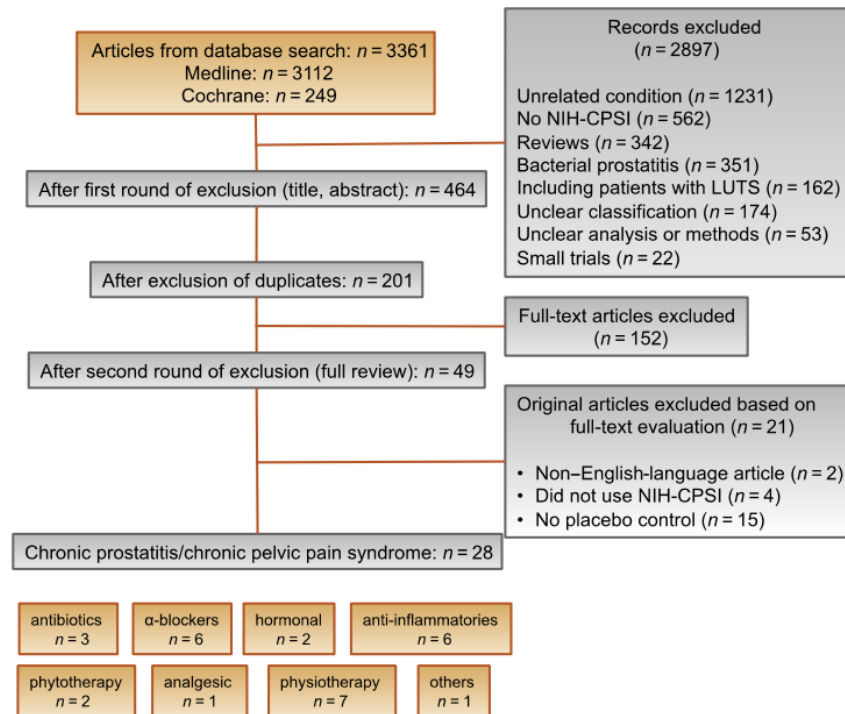 Articles from database search: n = 3361
Medline: n = 3112
Cochrane: n = 249
Records excluded
(n = 2897)
Unrelated condition (n = 1231)
No NIH-CPSI (n = 562)
Reviews (n = 342)
Bacterial prostatitis (n = 351)
Including patients with LUTS (n = 162)
Unclear classification (n = 174)
Unclear analysis or methods (n = 53)
Small trials (n = 22)
After first round of exclusion (title, abstract): n = 464
After exclusion of duplicates: n = 201
Full-text articles excluded
(n = 152)
After second round of exclusion (full review): n = 49
Original articles excluded based on
full-text evaluation (n = 21)
• Non–English-language article (n = 2)
• Did not use NIH-CPSI (n = 4)
• No placebo control (n = 15)
Chronic prostatitis/chronic pelvic pain syndrome: n = 28
antibiotics
n = 3
α-blockers
n = 6
hormonal
n = 2
anti-inflammatories
n = 6
phytotherapy
n = 2
analgesic
n = 1
physiotherapy
n = 7
others
n = 1